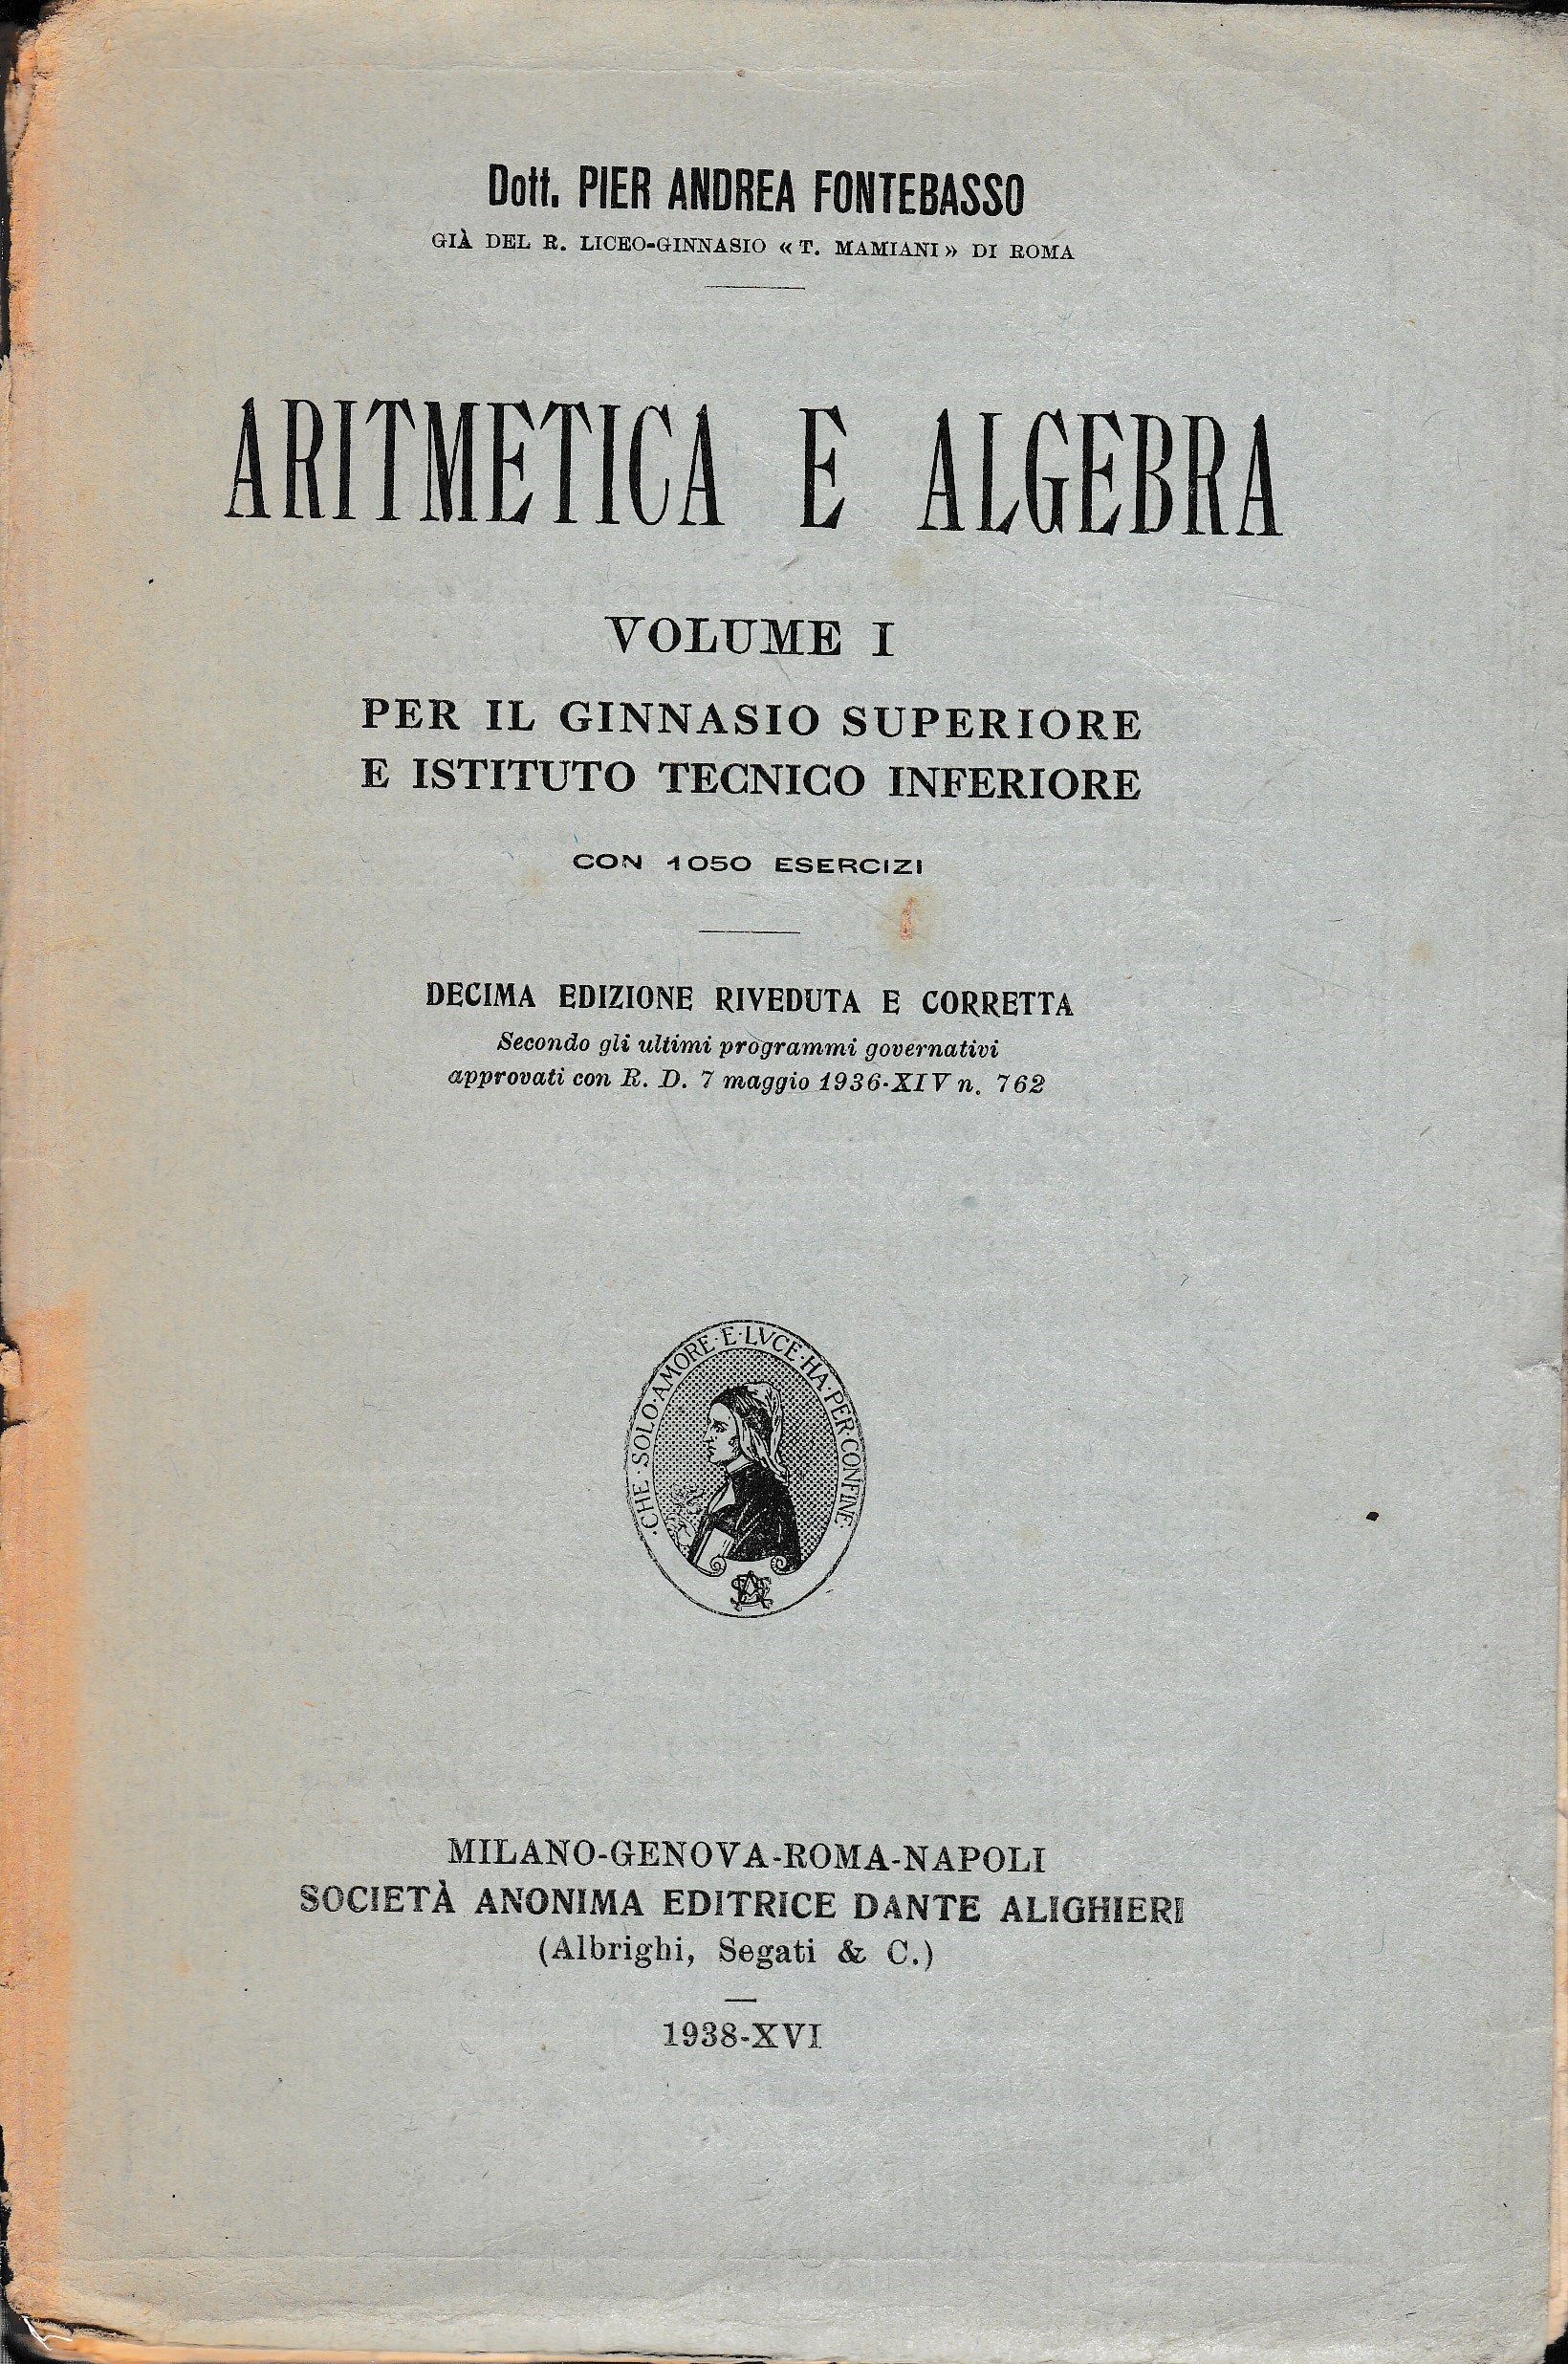 Dott. PIER ANDREA FONTEBASSO
GIÀ DEL R. LICEO-GINNASIO « T. MAMIANI » DI ROMA
ARITMETICA E ALGEBRA
VOLUME I
PER IL GINNASIO SUPERIORE
E ISTITUTO TECNICO INFERIORE
CON 1050 ESERCIZI
DECIMA EDIZIONE RIVEDUTA E CORRETTA
Secondo gli ultimi programmi governativi
approvati con R. D. 7 maggio 1936-XIV n. 762
·CHE·SOLO·AMORE·E·LVCE·HA·PER·CONFINE·
MILANO-GENOVA-ROMA-NAPOLI
SOCIETÀ ANONIMA EDITRICE DANTE ALIGHIERI
(Albrighi, Segati & C.)
1938-XVI